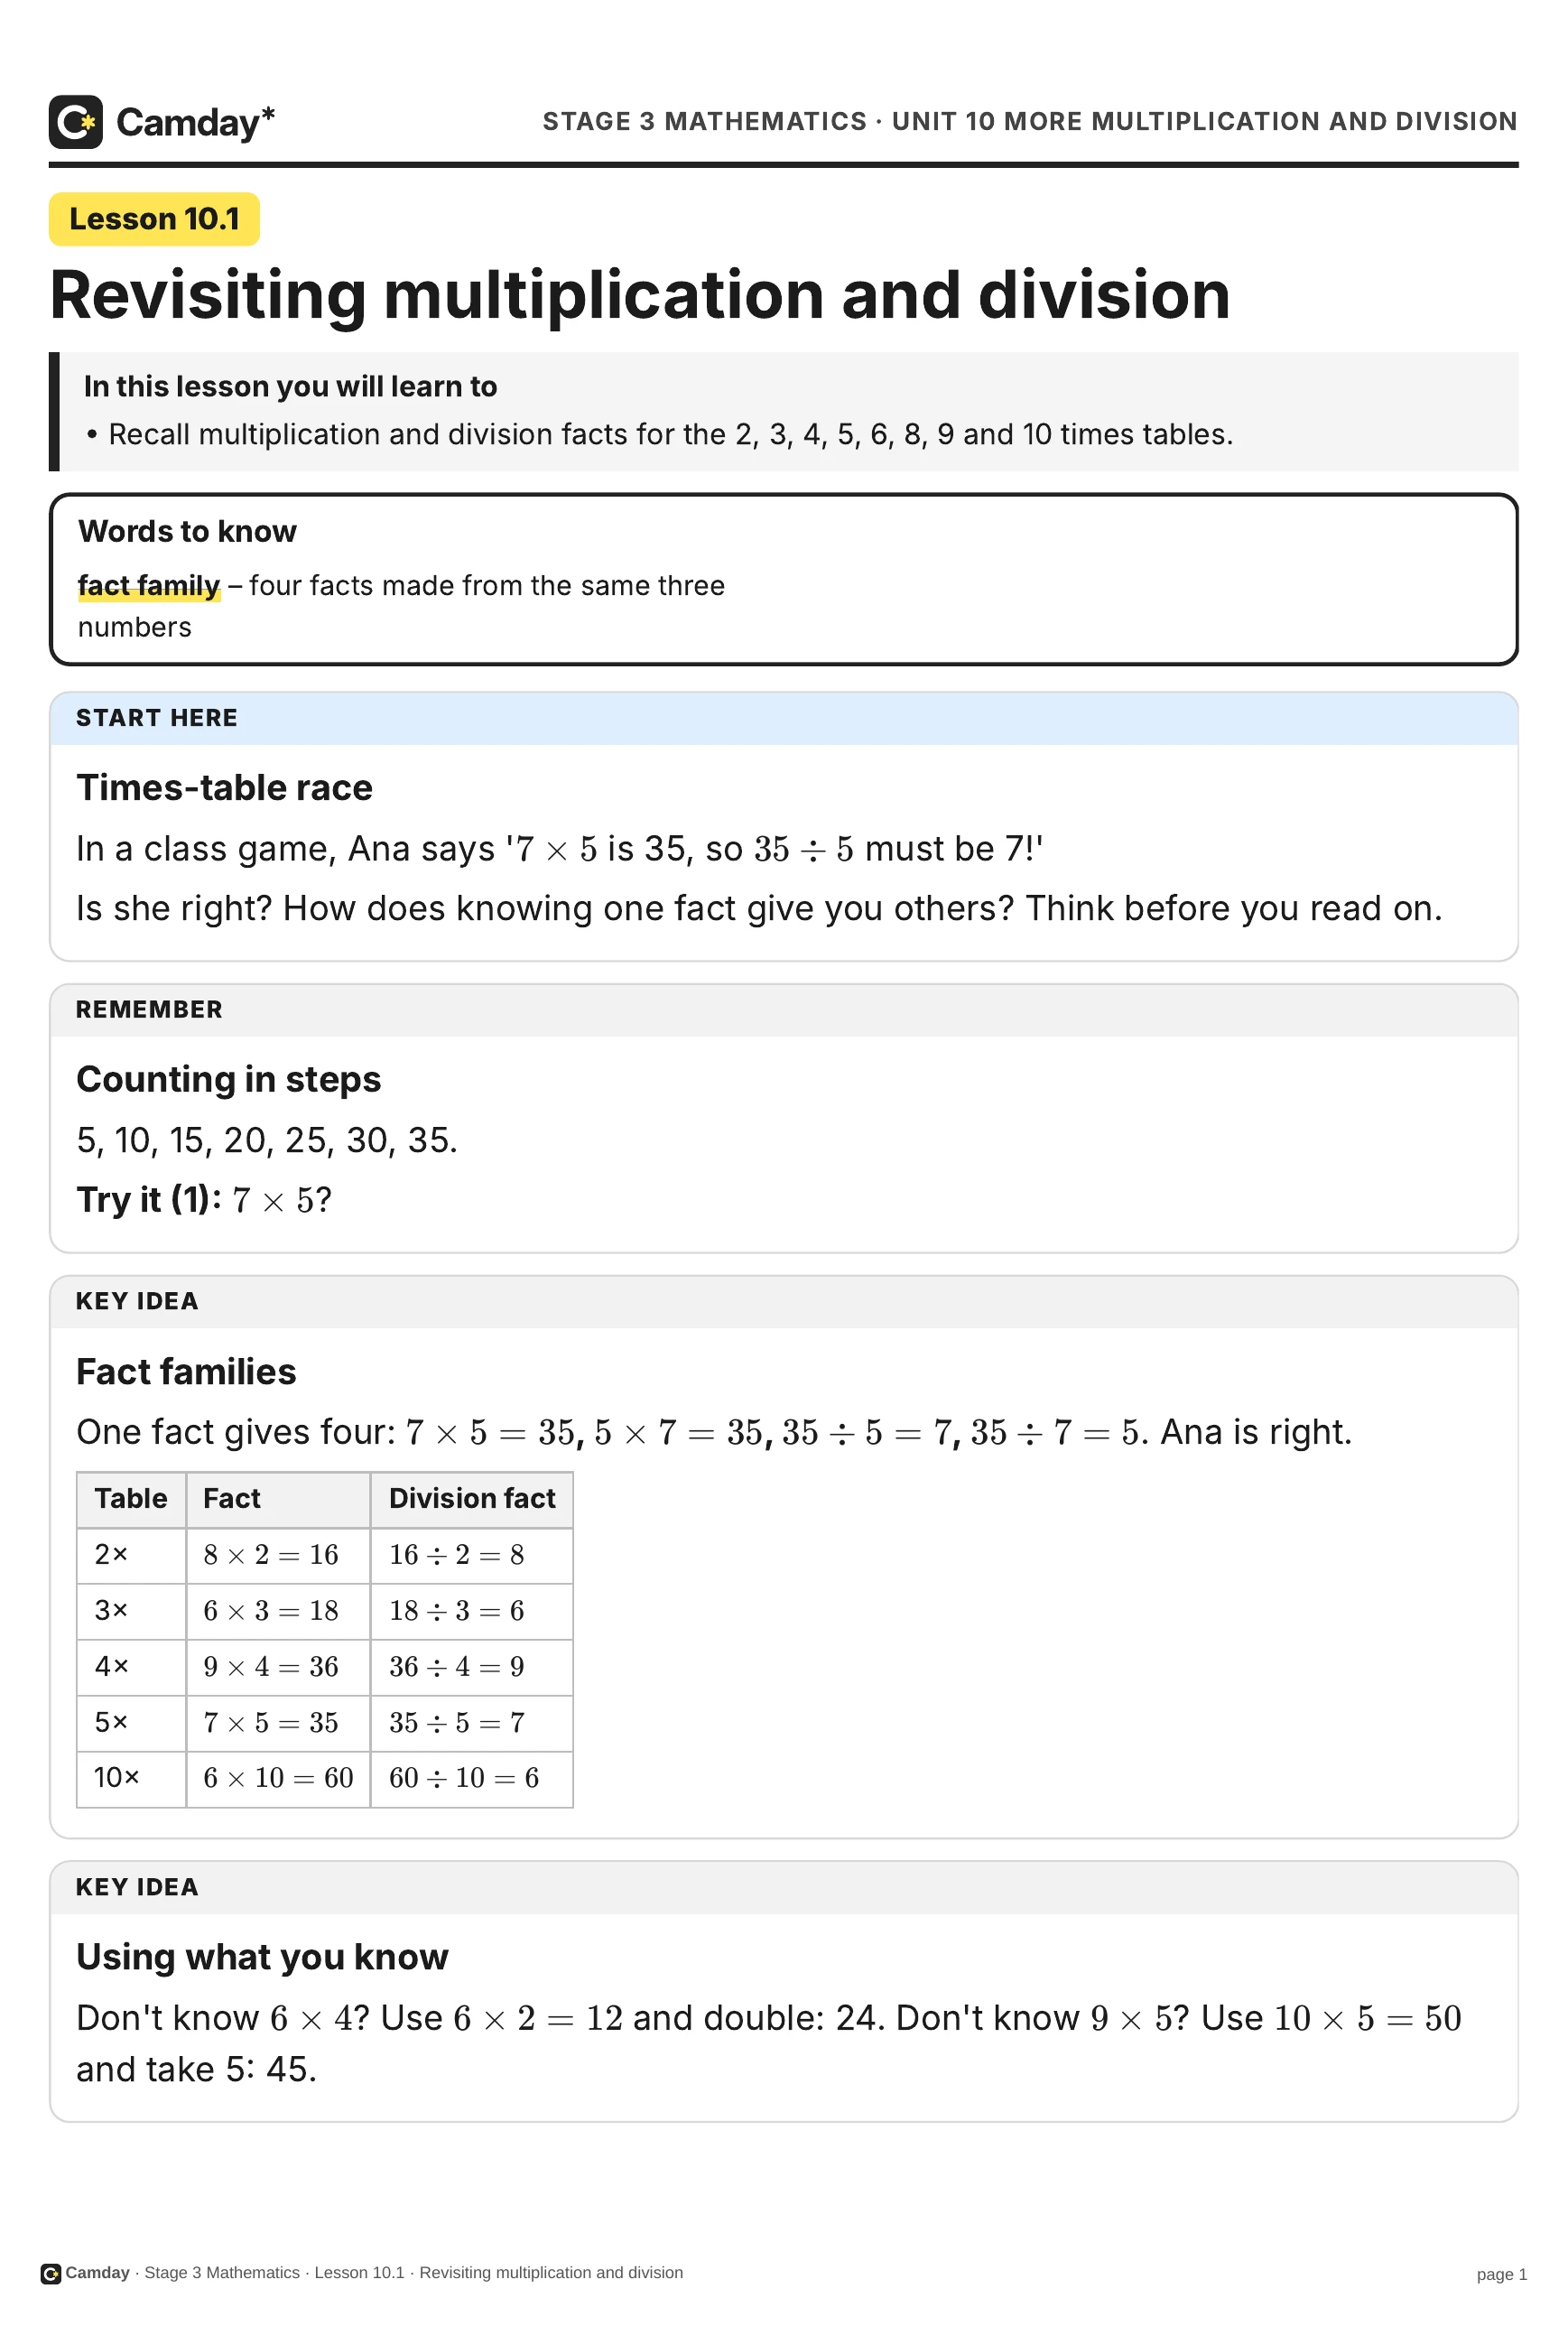 Camday*
STAGE 3 MATHEMATICS · UNIT 10 MORE MULTIPLICATION AND DIVISION
Lesson 10.1
Revisiting multiplication and division
In this lesson you will learn to
• Recall multiplication and division facts for the 2, 3, 4, 5, 6, 8, 9 and 10 times tables.
Words to know
fact family – four facts made from the same three
numbers
START HERE
Times-table race
In a class game, Ana says '7 × 5 is 35, so 35 ÷ 5 must be 7!'
Is she right? How does knowing one fact give you others? Think before you read on.
REMEMBER
Counting in steps
5, 10, 15, 20, 25, 30, 35.
Try it (1): 7 × 5?
KEY IDEA
Fact families
One fact gives four: 7 × 5 = 35, 5 × 7 = 35, 35 ÷ 5 = 7, 35 ÷ 7 = 5. Ana is right.
Table Fact Division fact
2× 8 × 2 = 16 16 ÷ 2 = 8
3× 6 × 3 = 18 18 ÷ 3 = 6
4× 9 × 4 = 36 36 ÷ 4 = 9
5× 7 × 5 = 35 35 ÷ 5 = 7
10× 6 × 10 = 60 60 ÷ 10 = 6
KEY IDEA
Using what you know
Don't know 6 × 4? Use 6 × 2 = 12 and double: 24. Don't know 9 × 5? Use 10 × 5 = 50
and take 5: 45.
Camday · Stage 3 Mathematics · Lesson 10.1 · Revisiting multiplication and division
page 1